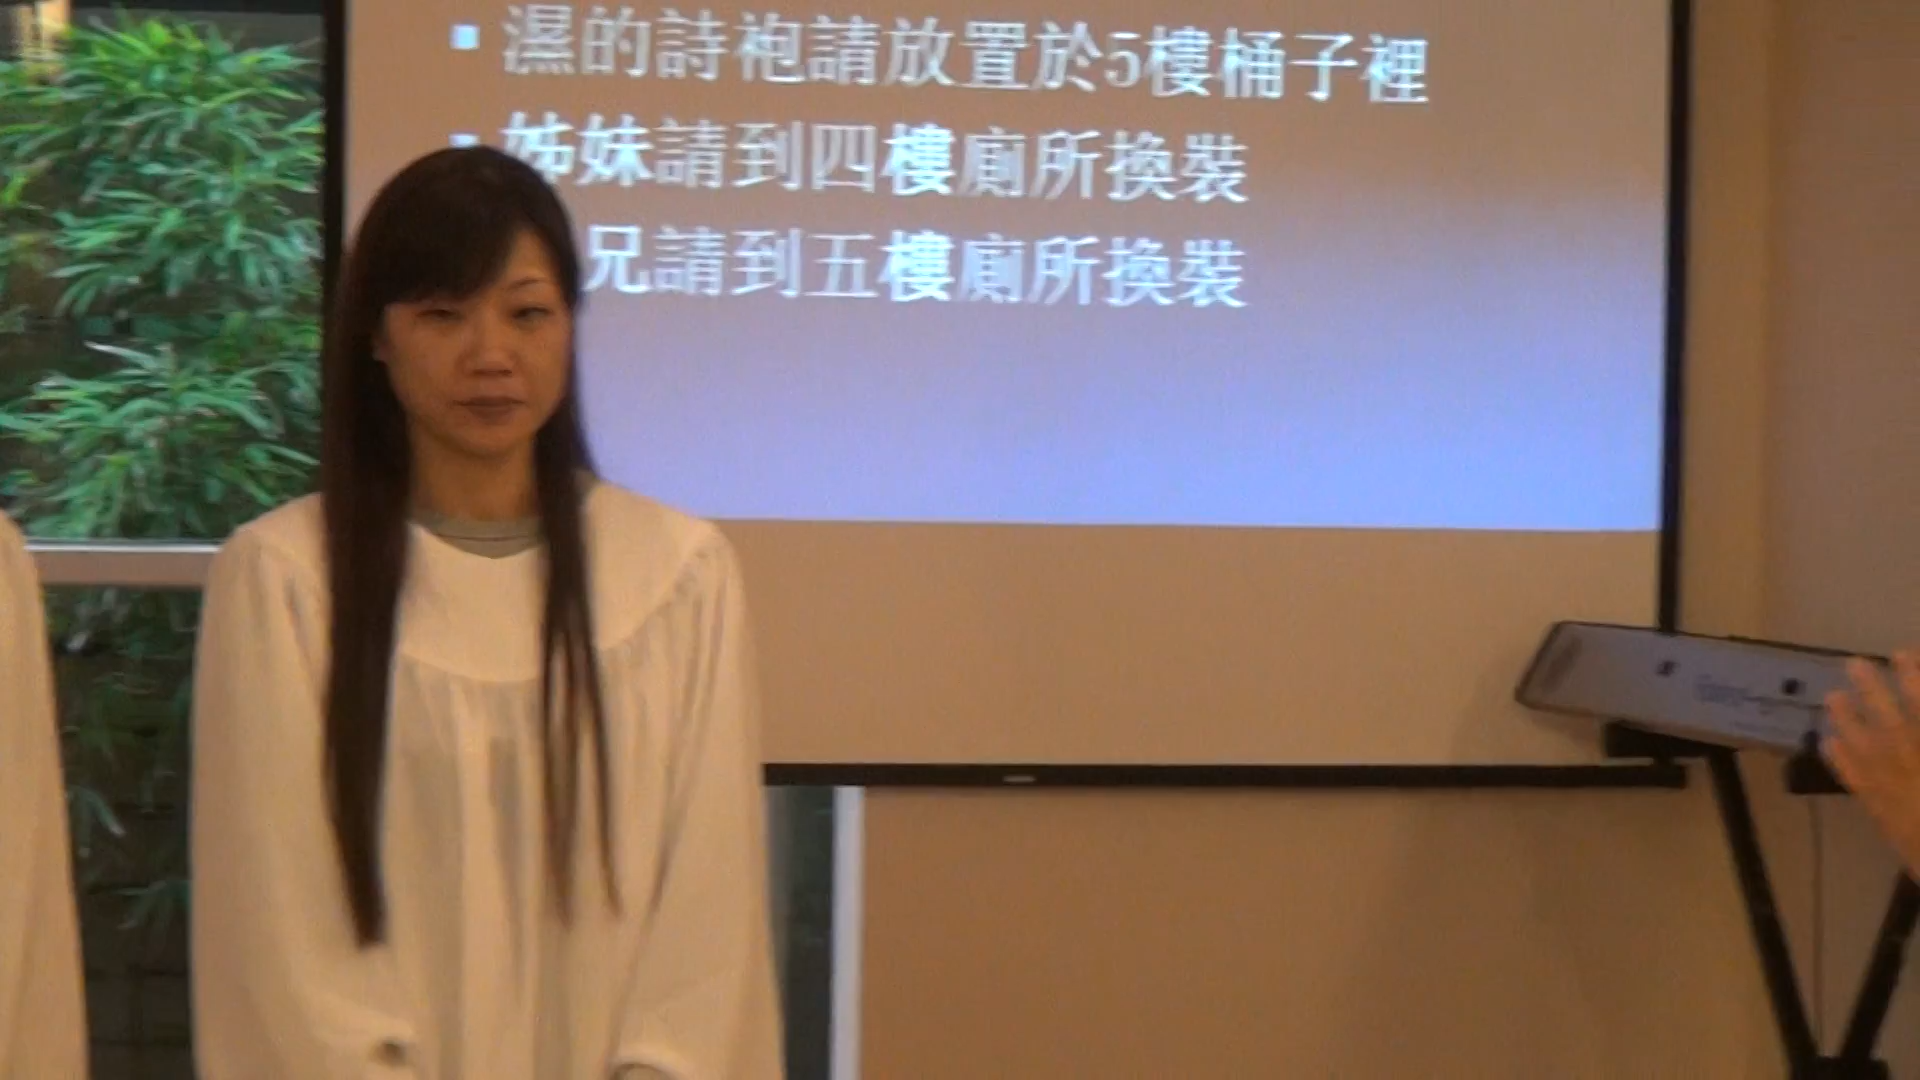 濕的詩袍請放置於5樓桶子裡
姊妹請到四樓廁所換裝
兄請到五樓廁所換裝